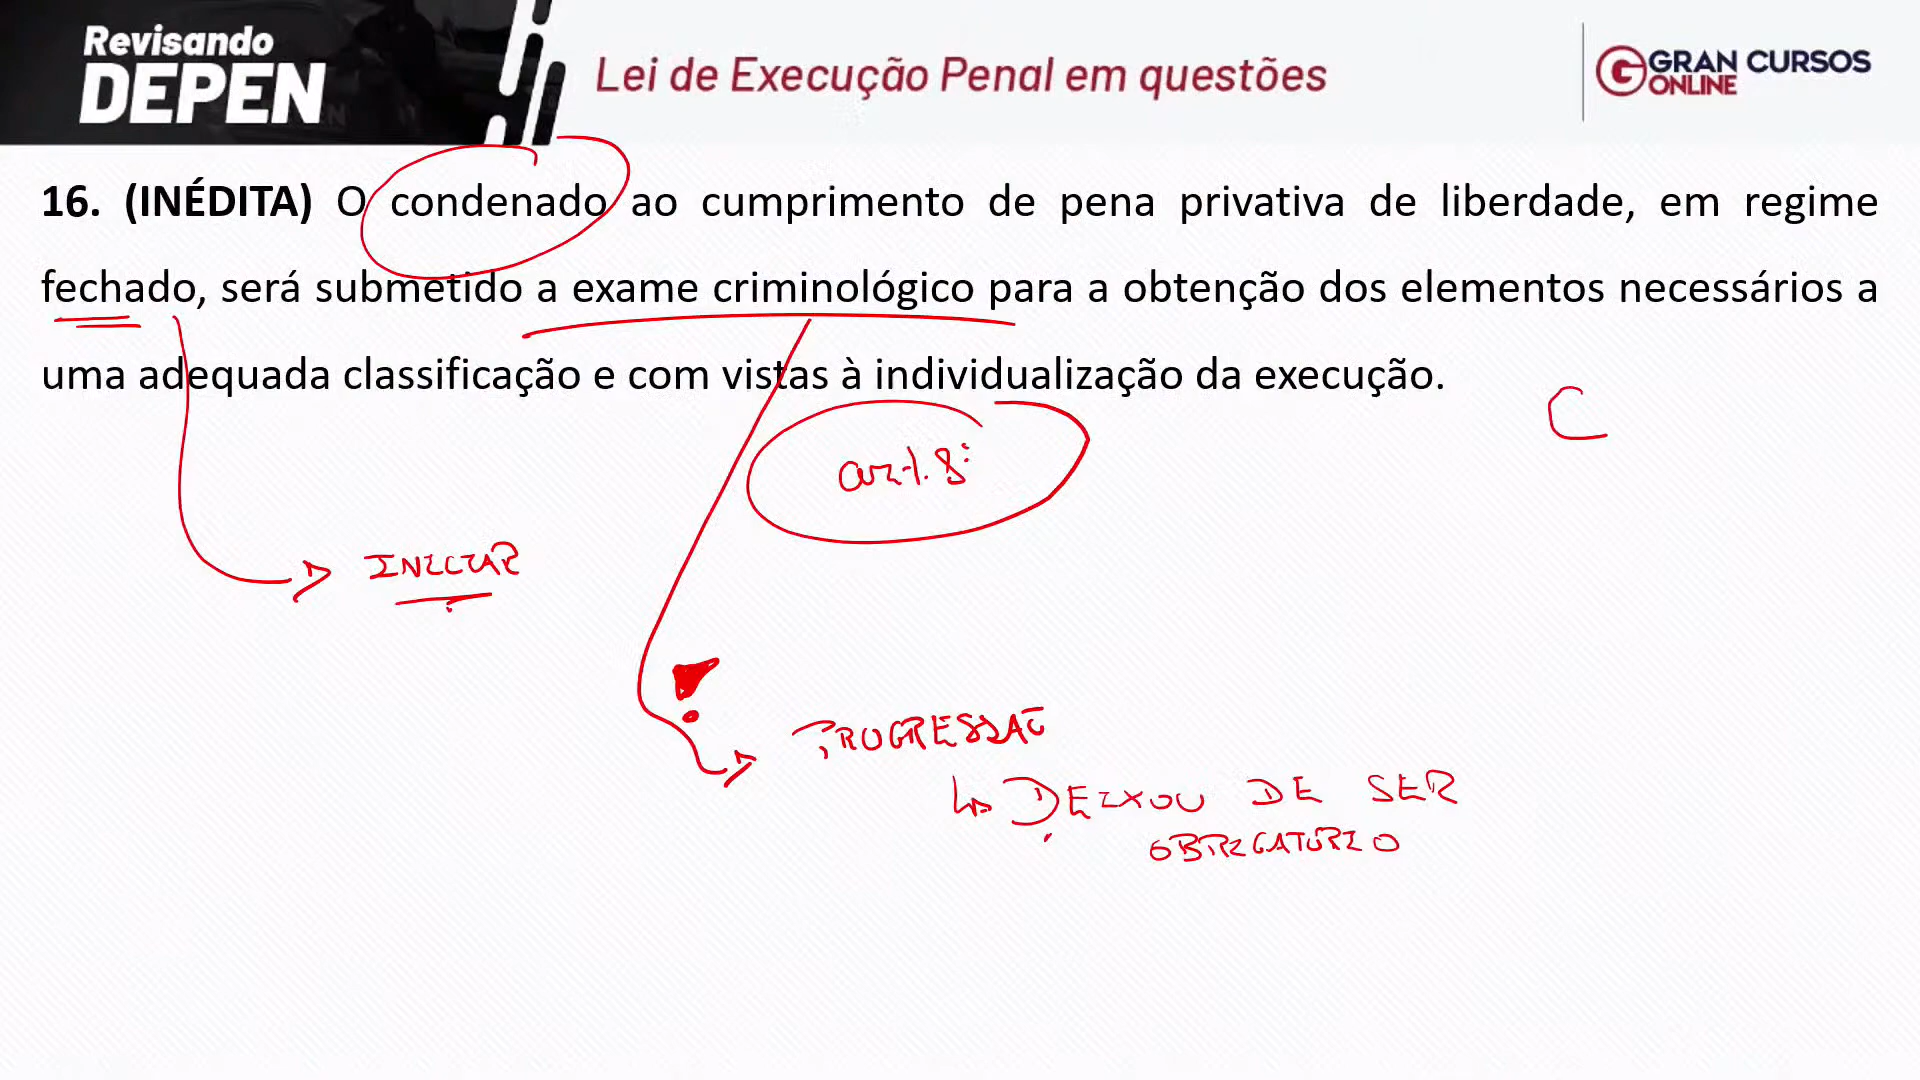 Revisando
DEPEN
Lei de Execução Penal em questões
GRAN CURSOS
ONLINE
16. (INÉDITA) O condenado ao cumprimento de pena privativa de liberdade, em regime
fechado, será submetido a exame criminológico para a obtenção dos elementos necessários a
uma adequada classificação e com vistas à individualização da execução.
C
art. 8º
INICIAR
PROGRESSÃO
DEIXOU DE SER
OBRIGATÓRIO